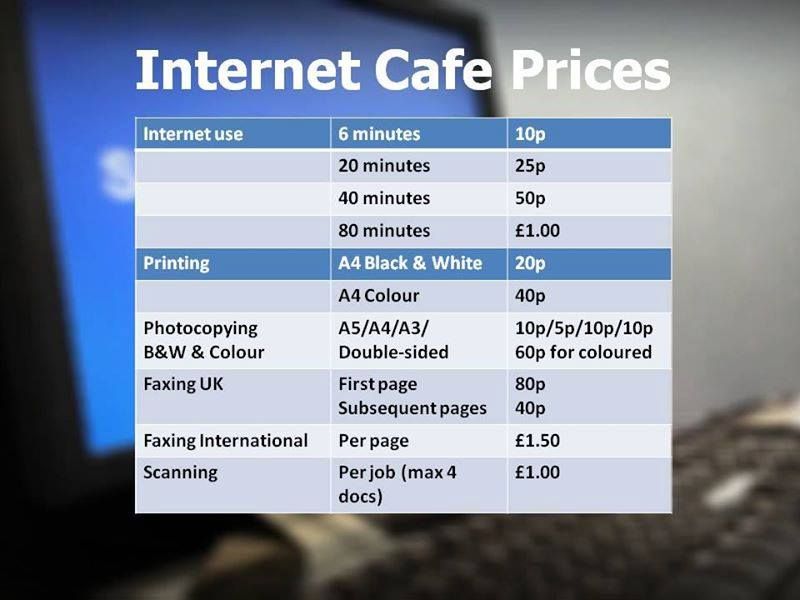 Internet Cafe Prices
Internet use 6 minutes 10p
20 minutes 25p
40 minutes 50p
80 minutes £1.00
Printing A4 Black & White 20p
A4 Colour 40p
Photocopying A5/A4/A3/ 10p/5p/10p/10p
B&W & Colour Double-sided 60p for coloured
Faxing UK First page 80p
Subsequent pages 40p
Faxing International Per page £1.50
Scanning Per job (max 4 £1.00
docs)